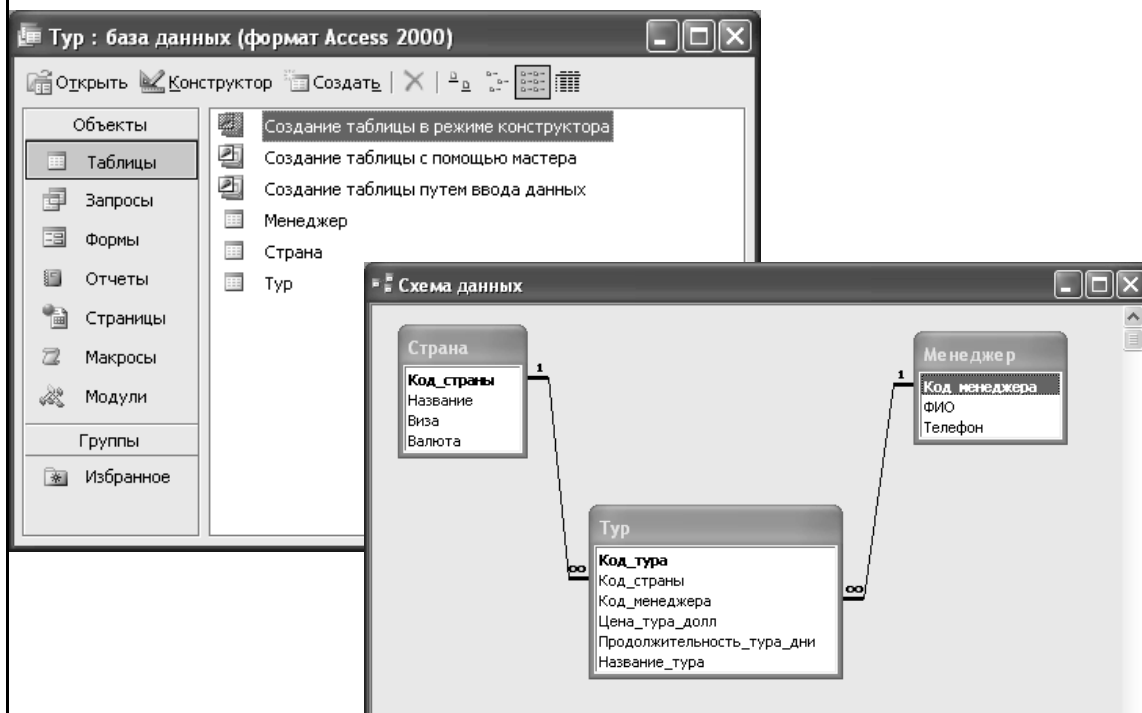 Тур : база данных (формат Access 2000)
Открыть Конструктор Создать
Объекты
Таблицы
Запросы
Формы
Отчеты
Страницы
Макросы
Модули
Группы
Избранное
Создание таблицы в режиме конструктора
Создание таблицы с помощью мастера
Создание таблицы путем ввода данных
Менеджер
Страна
Тур
Схема данных
Страна
Код_страны
Название
Виза
Валюта
1
∞
Менеджер
Код_менеджера
ФИО
Телефон
1
∞
Тур
Код_тура
Код_страны
Код_менеджера
Цена_тура_долл
Продолжительность_тура_дни
Название_тура